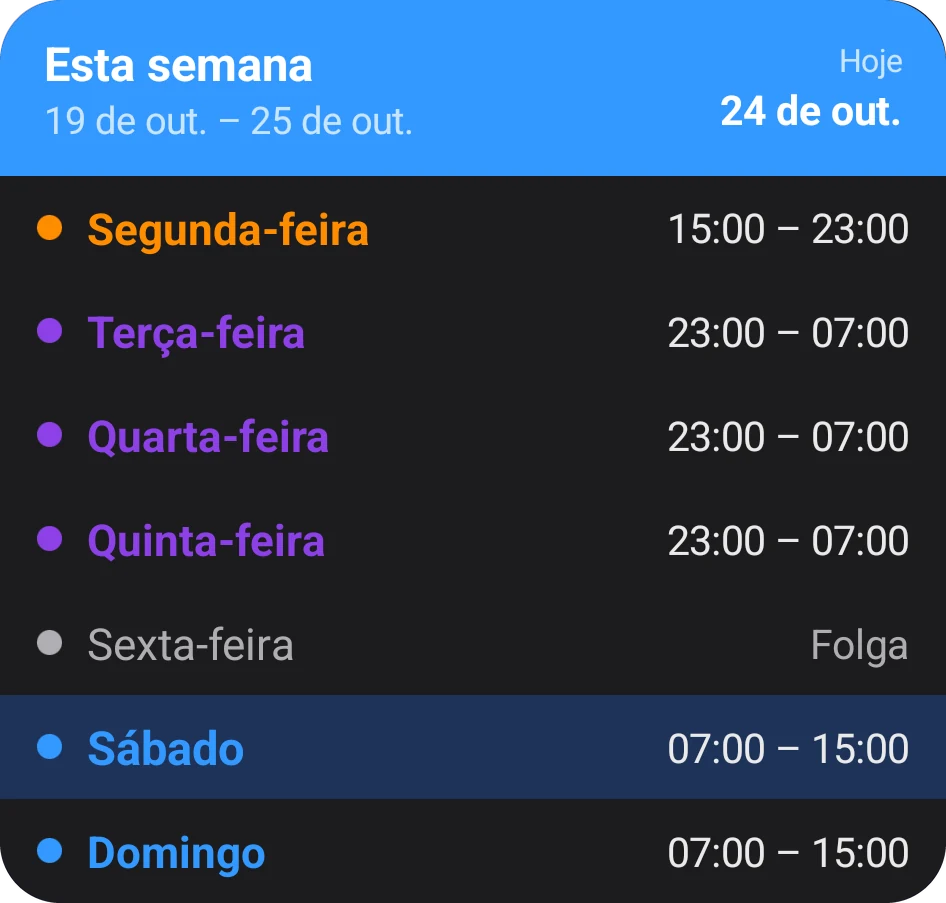 Esta semana
19 de out. – 25 de out.
Hoje
24 de out.
Segunda-feira 15:00 – 23:00
Terça-feira 23:00 – 07:00
Quarta-feira 23:00 – 07:00
Quinta-feira 23:00 – 07:00
Sexta-feira Folga
Sábado 07:00 – 15:00
Domingo 07:00 – 15:00